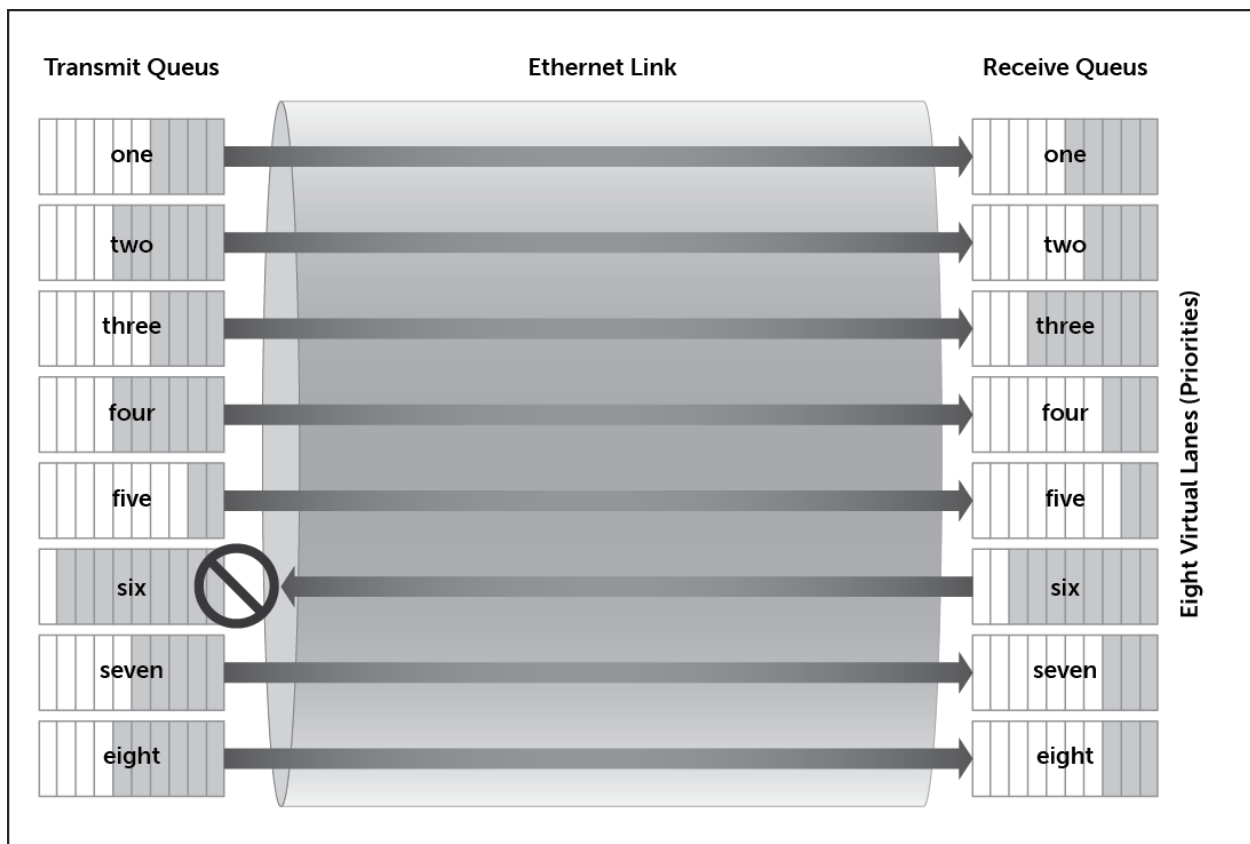 Transmit Queus
Ethernet Link
Receive Queus
one
one
two
two
three
three
four
four
five
five
six
six
seven
seven
eight
eight
Eight Virtual Lanes (Priorities)